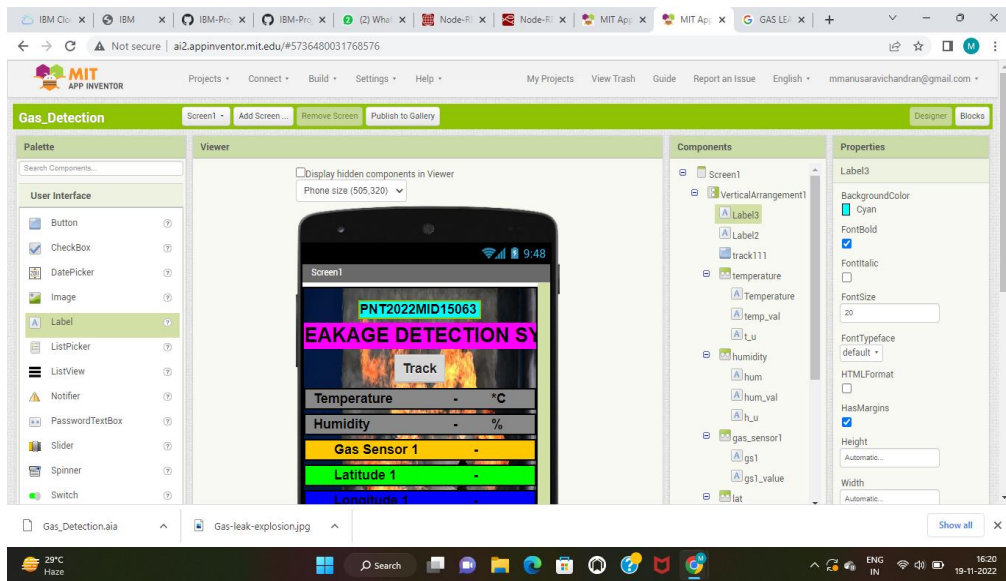 IBM Clo
IBM
IBM-Pro
IBM-Pro
(2) What
Node-R
Node-RE
MIT App
MIT App
GAS LEA
Not secure | ai2.appinventor.mit.edu/#5736480031768576
M
MIT
APP INVENTOR
Projects
Connect
Build
Settings
Help
My Projects
View Trash
Guide
Report an Issue
English
mmanusaravichandran@gmail.com
Gas_Detection
Screen1
Add Screen ...
Remove Screen
Publish to Gallery
Designer
Blocks
Palette
Search Components...
User Interface
Button
CheckBox
DatePicker
Image
Label
ListPicker
ListView
Notifier
PasswordTextBox
Slider
Spinner
Switch
Viewer
Display hidden components in Viewer
Phone size (505,320)
9:48
Screen1
PNT2022MID15063
EAKAGE DETECTION SY
Track
Temperature - *C
Humidity - %
Gas Sensor 1 -
Latitude 1 -
Longitude 1 -
Components
Screen1
VerticalArrangement1
Label3
Label2
track111
temperature
Temperature
temp_val
t_u
humidity
hum
hum_val
h_u
gas_sensor1
gs1
gs1_value
lat
Properties
Label3
BackgroundColor
Cyan
FontBold
FontItalic
FontSize
20
FontTypeface
default
HTMLFormat
HasMargins
Height
Automatic...
Width
Automatic...
Gas_Detection.aia
Gas-leak-explosion.jpg
Show all
29°C
Haze
Search
ENG
IN
16:20
19-11-2022